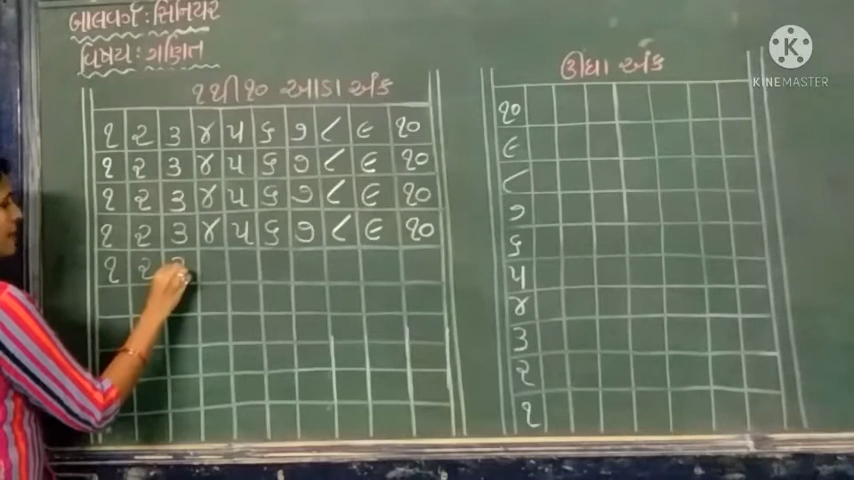 બાલવર્ગ : સિનિયર
વિષય : ગણિત
૧થી૧૦ આડા અંક
૧ ૨ ૩ ૪ ૫ ૬ ૭ ૮ ૯ ૧૦
૧ ૨ ૩ ૪ ૫ ૬ ૭ ૮ ૯ ૧૦
૧ ૨ ૩ ૪ ૫ ૬ ૭ ૮ ૯ ૧૦
૧ ૨ ૩ ૪ ૫ ૬ ૭ ૮ ૯ ૧૦
૧ ૨ ૩
ઊંધા અંક
૧૦
૯
૮
૭
૬
૫
૪
૩
૨
૧
KINEMASTER